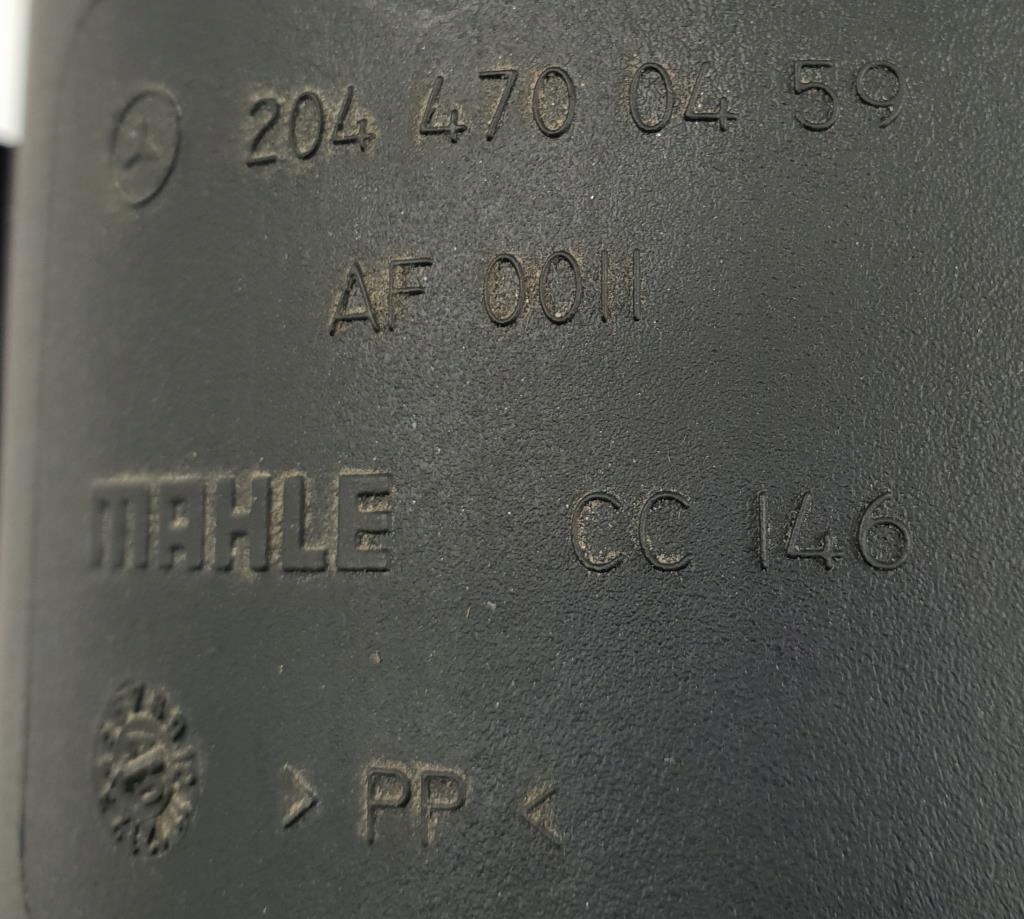 204 470 04 59
AF 0011
MAHLE CC 146
> PP <